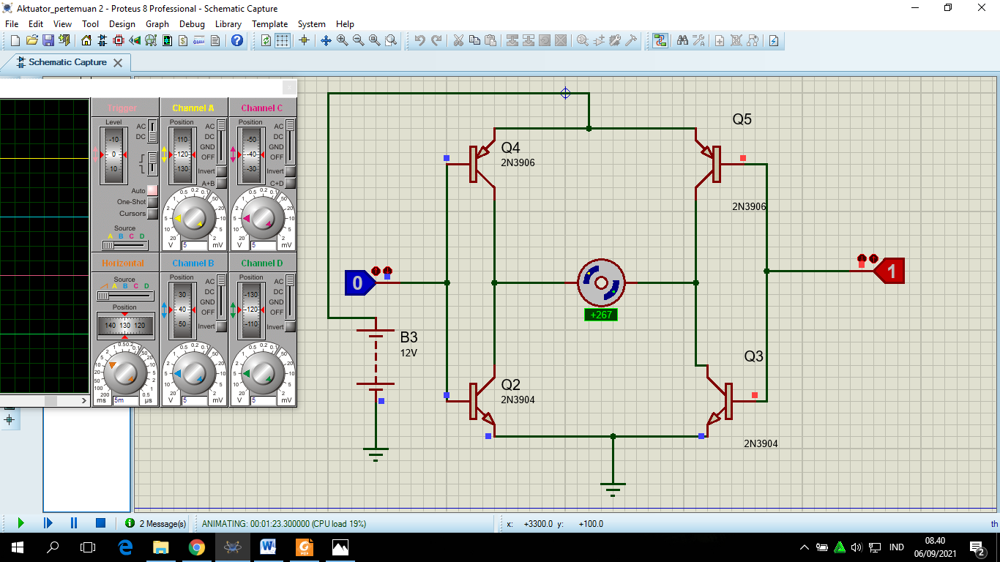 Aktuator_pertemuan 2 - Proteus 8 Professional - Schematic Capture
File Edit View Tool Design Graph Debug Library Template System Help
Schematic Capture
Trigger
Level
AC
DC
-10
0
10
Auto
One-Shot
Cursors
Source
A B C D
Channel A
Position
AC
DC
GND
OFF
110
120
130
Invert
A+B
0.5 0.2 0.1
1
50
2
20
5
10
10
5
20
2
V
5
mV
Channel C
Position
AC
DC
GND
OFF
-50
-40
-30
Invert
C+D
0.5 0.2 0.1
1
50
2
20
5
10
10
5
20
2
V
5
mV
Horizontal
Source
A B C D
Position
140 130 120
ms
5m
µs
Channel B
Position
AC
DC
GND
OFF
30
40
50
Invert
0.5 0.2 0.1
1
50
2
20
5
10
10
5
20
2
V
5
mV
Channel D
Position
AC
DC
GND
OFF
-130
-120
-110
Invert
0.5 0.2 0.1
1
50
2
20
5
10
10
5
20
2
V
5
mV
Q4
2N3906
Q5
2N3906
0
1
+267
B3
12V
Q2
2N3904
Q3
2N3904
2 Message(s)
ANIMATING: 00:01:23.300000 (CPU load 19%)
x: +3300.0 y: +100.0
th
IND
08.40
06/09/2021
2